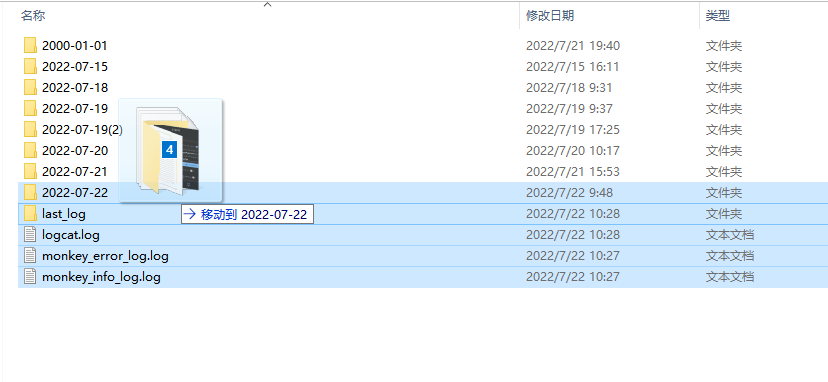 名称 修改日期 类型
2000-01-01 2022/7/21 19:40 文件夹
2022-07-15 2022/7/15 16:11 文件夹
2022-07-18 2022/7/18 9:31 文件夹
2022-07-19 2022/7/19 9:37 文件夹
2022-07-19(2) 2022/7/19 17:25 文件夹
2022-07-20 4 2022/7/20 10:17 文件夹
2022-07-21 2022/7/21 15:53 文件夹
2022-07-22 2022/7/22 9:48 文件夹
last_log 移动到 2022-07-22 2022/7/22 10:28 文件夹
logcat.log 2022/7/22 10:28 文本文档
monkey_error_log.log 2022/7/22 10:27 文本文档
monkey_info_log.log 2022/7/22 10:27 文本文档